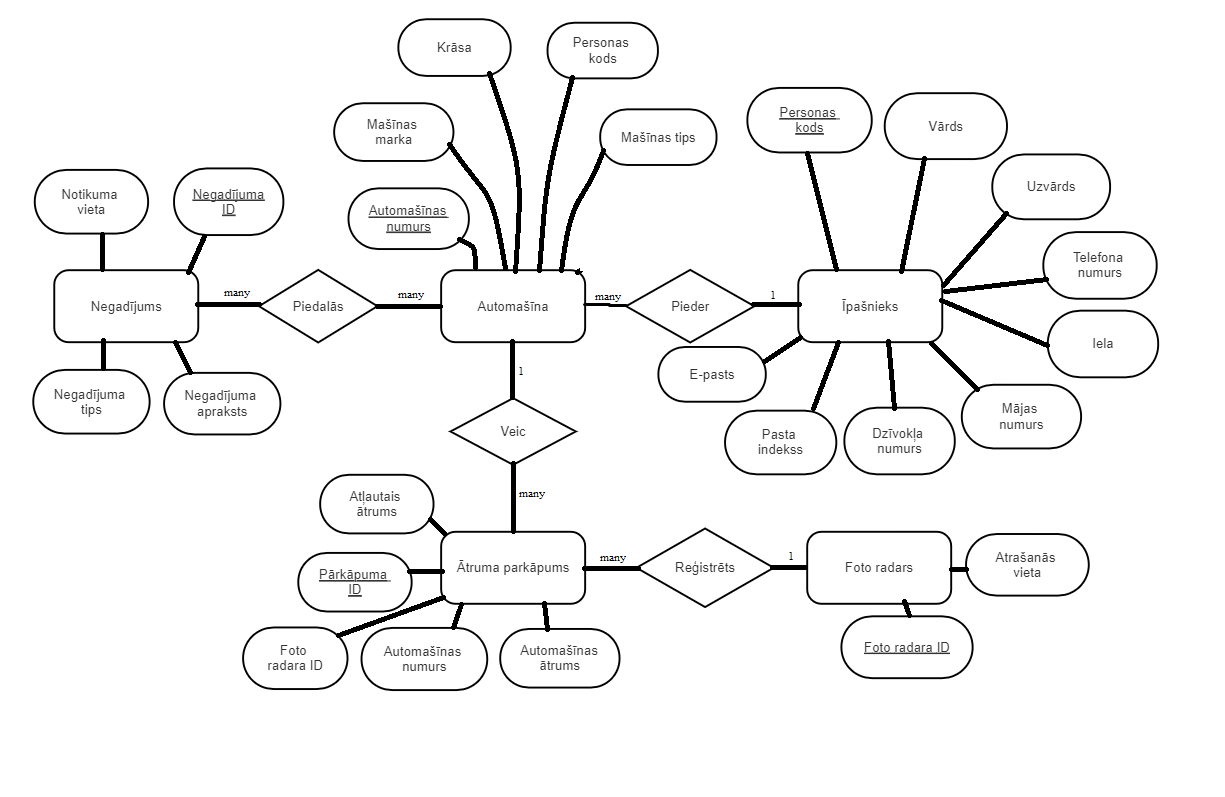 Krāsa
Personas
kods
Mašīnas
marka
Mašīnas tips
Personas
kods
Vārds
Uzvārds
Notikuma
vieta
Negadījuma
ID
Automašīnas
numurs
Telefona
numurs
Negadījums
many
Piedalās
many
Automašīna
many
Pieder
1
Īpašnieks
Iela
Negadījuma
tips
Negadījuma
apraksts
1
E-pasts
Mājas
numurs
Veic
Pasta
indekss
Dzīvokļa
numurs
many
Atļautais
ātrums
Pārkāpuma
ID
Ātruma parkāpums
many
Reģistrēts
1
Foto radars
Atrašanās
vieta
Foto
radara ID
Automašīnas
numurs
Automašīnas
ātrums
Foto radara ID